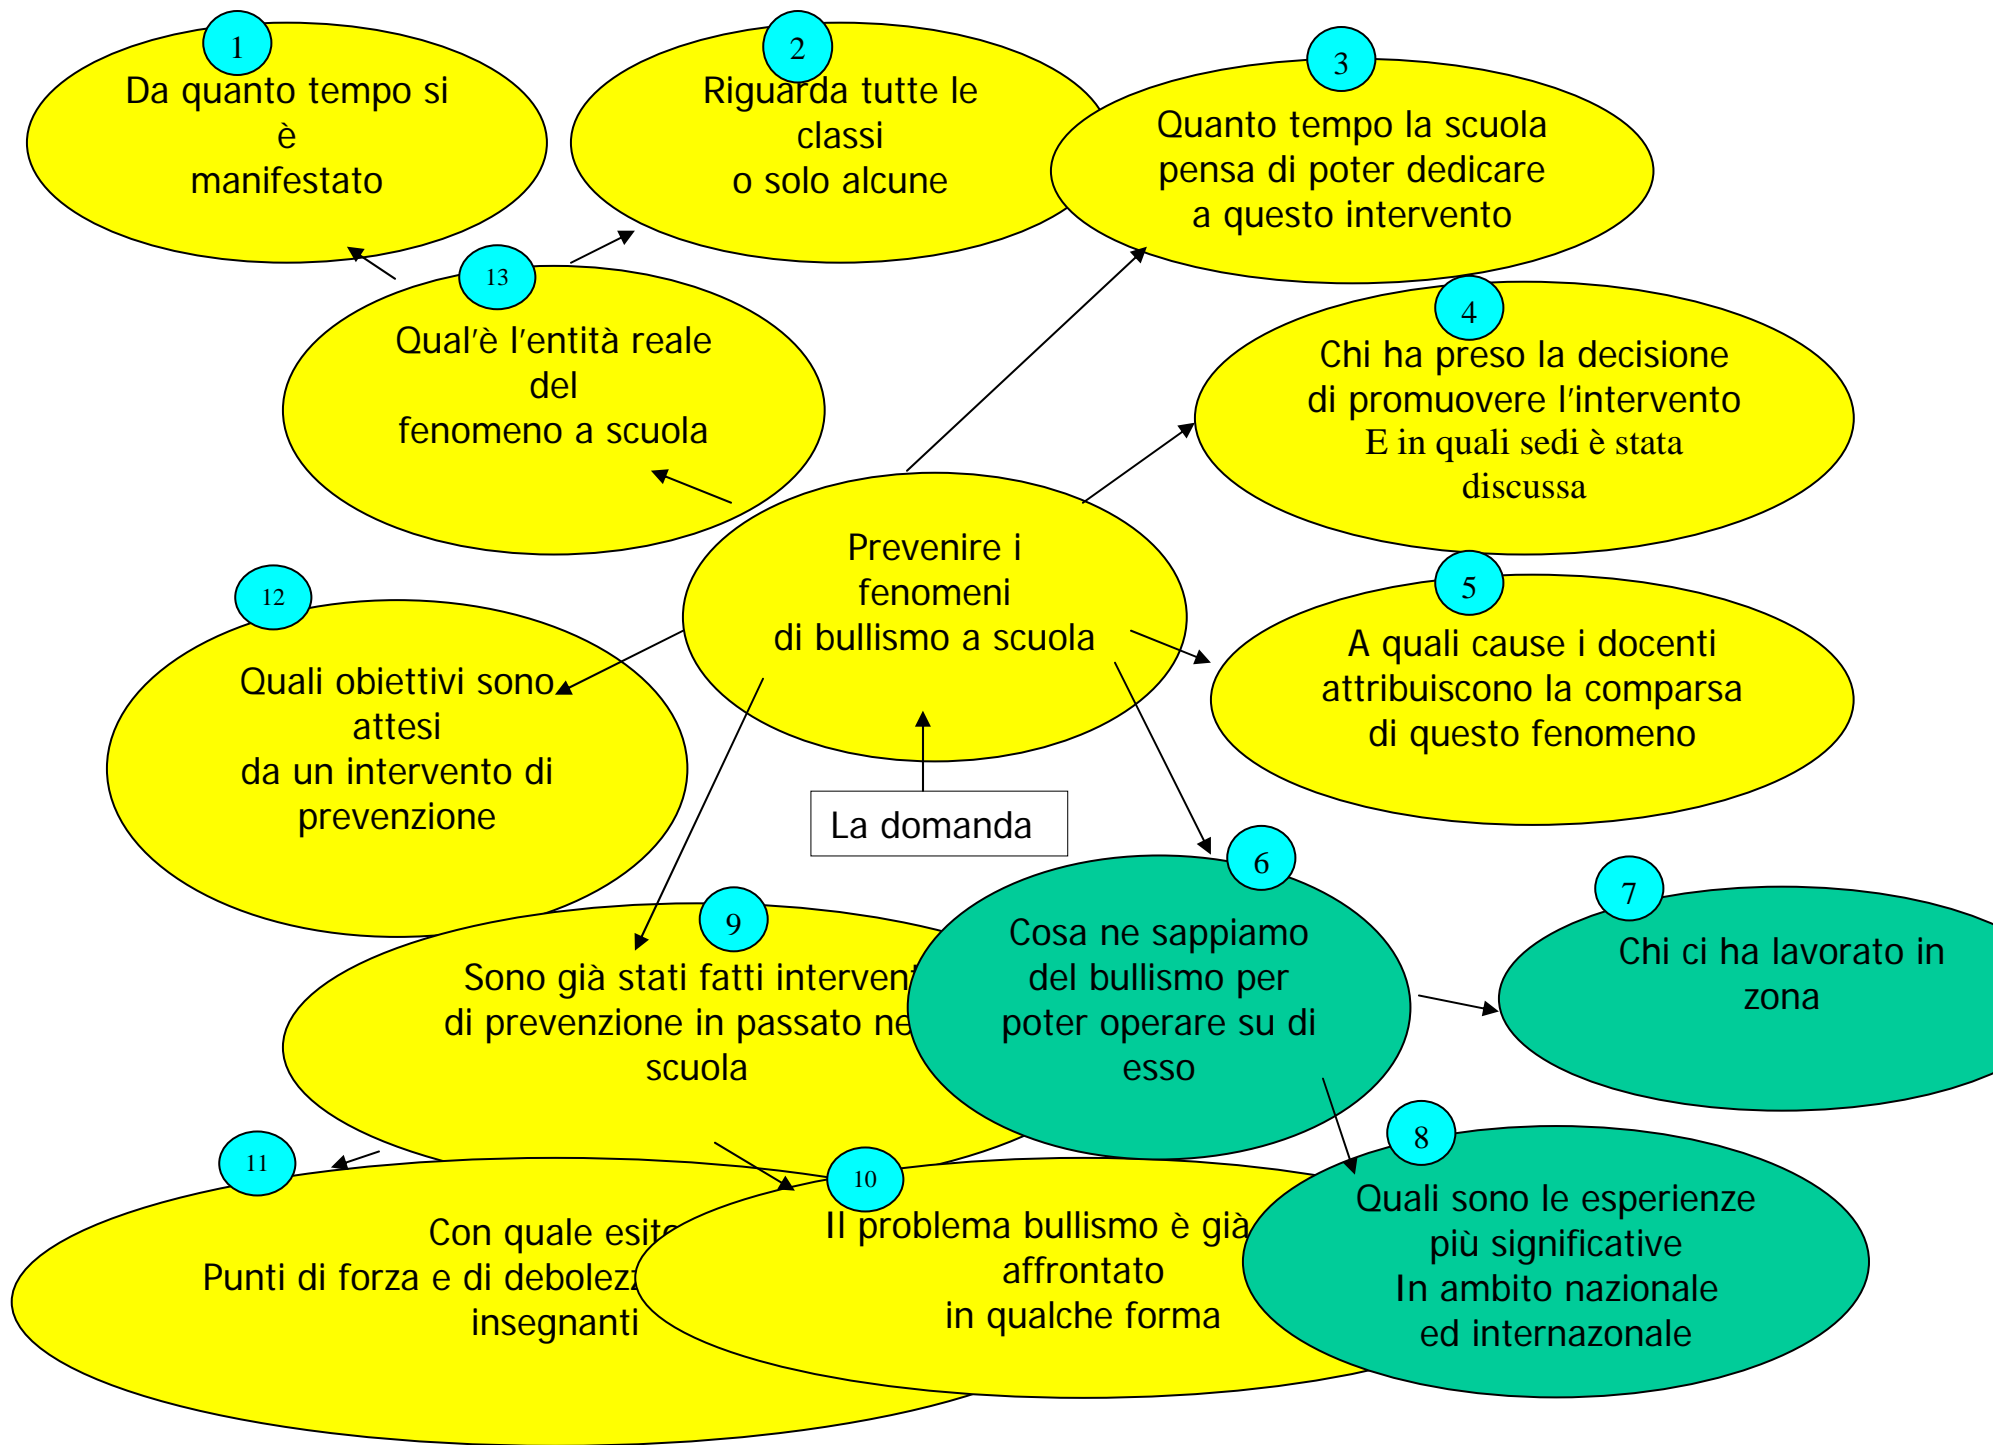 1
Da quanto tempo si
è
manifestato
2
Riguarda tutte le
classi
o solo alcune
3
Quanto tempo la scuola
pensa di poter dedicare
a questo intervento
13
Qual'è l'entità reale
del
fenomeno a scuola
4
Chi ha preso la decisione
di promuovere l'intervento
E in quali sedi è stata
discussa
Prevenire i
fenomeni
di bullismo a scuola
5
A quali cause i docenti
attribuiscono la comparsa
di questo fenomeno
12
Quali obiettivi sono
attesi
da un intervento di
prevenzione
La domanda
6
Cosa ne sappiamo
del bullismo per
poter operare su di
esso
7
Chi ci ha lavorato in
zona
9
Sono già stati fatti
di prevenzione in passato
scuola
8
Quali sono le esperienze
più significative
In ambito nazionale
ed internazonale
11
Con quale
Punti di forza e di
insegnanti
10
Il problema bullismo è già
affrontato
in qualche forma